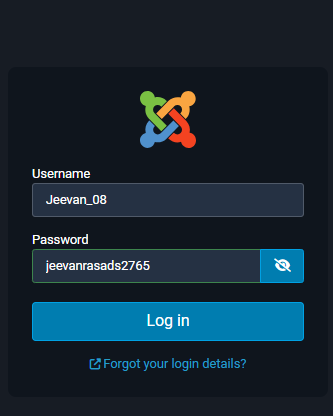 Username
Jeevan_08
Password
jeevanrasads2765
Log in
Forgot your login details?